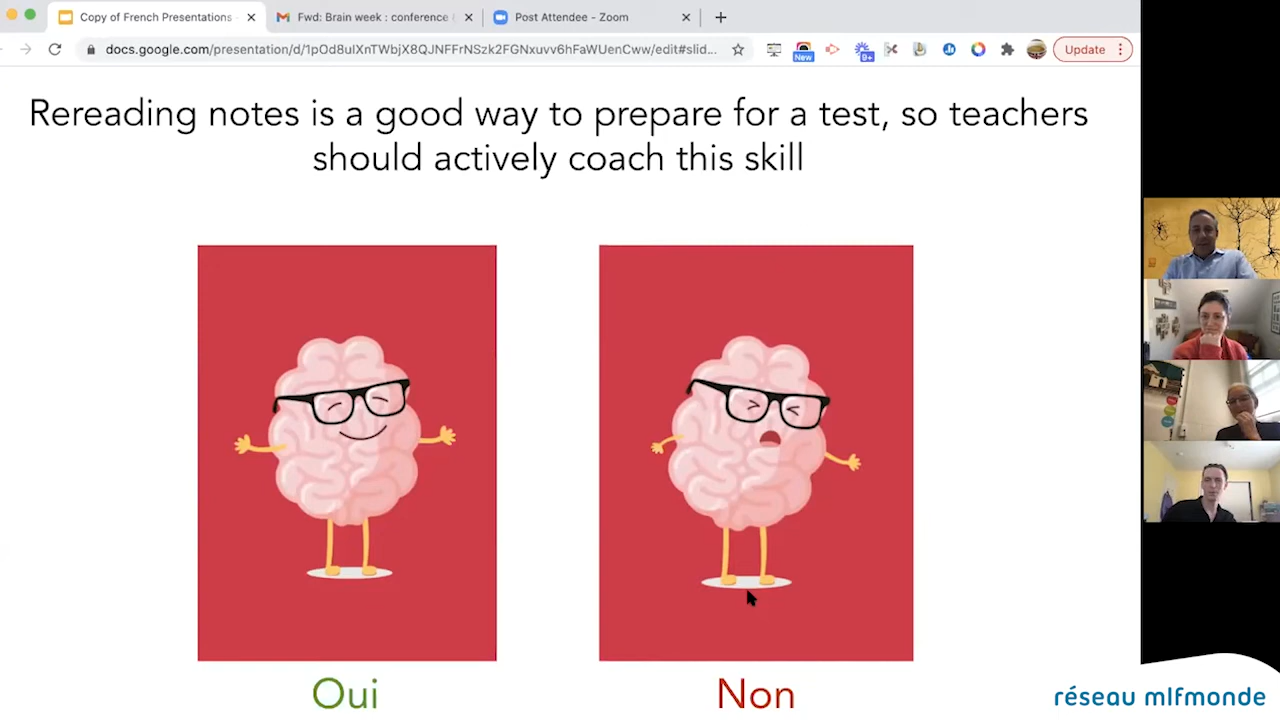 Copy of French Presentations
Fwd: Brain week : conference
Post Attendee - Zoom
docs.google.com/presentation/d/1pOd8ulXnTWbjX8QJNFFrNSzk2FGNxuvv6hFaWUenCww/edit#slid...
New
9+
Update
Rereading notes is a good way to prepare for a test, so teachers
should actively coach this skill
Oui
Non
réseau mlfmonde